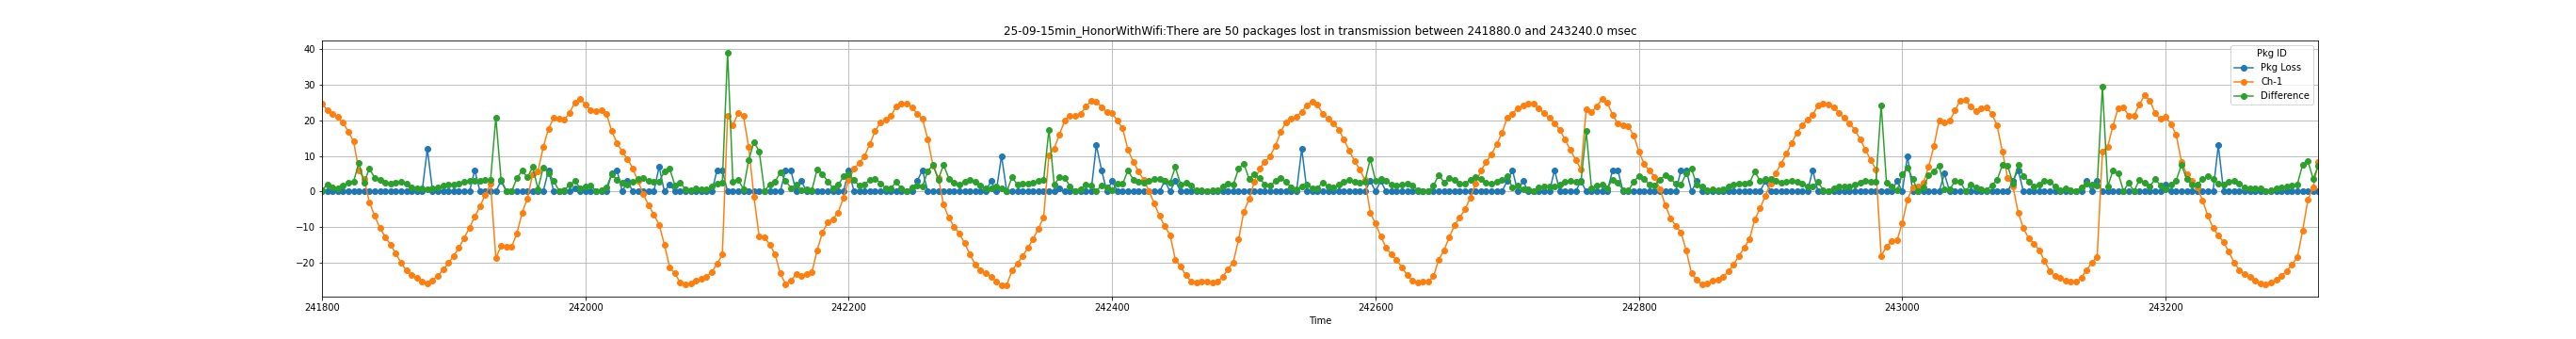 25-09-15min_HonorWithWifi:There are 50 packages lost in transmission between 241880.0 and 243240.0 msec
40
30
20
10
0
−10
−20
Pkg ID
Pkg Loss
Ch-1
Difference
241800 242000 242200 242400 242600 242800 243000 243200
Time